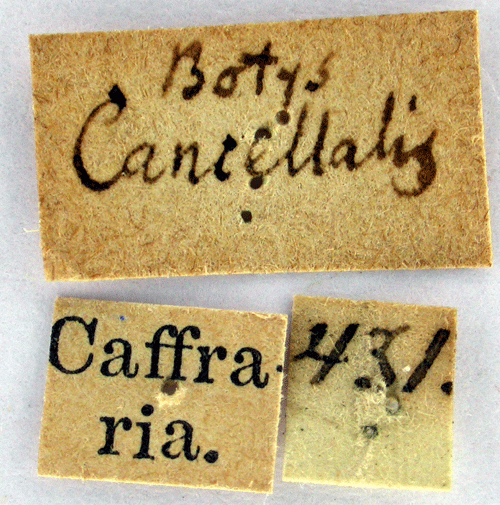 Botys
Cancellalis
Caffra-
ria.
431.